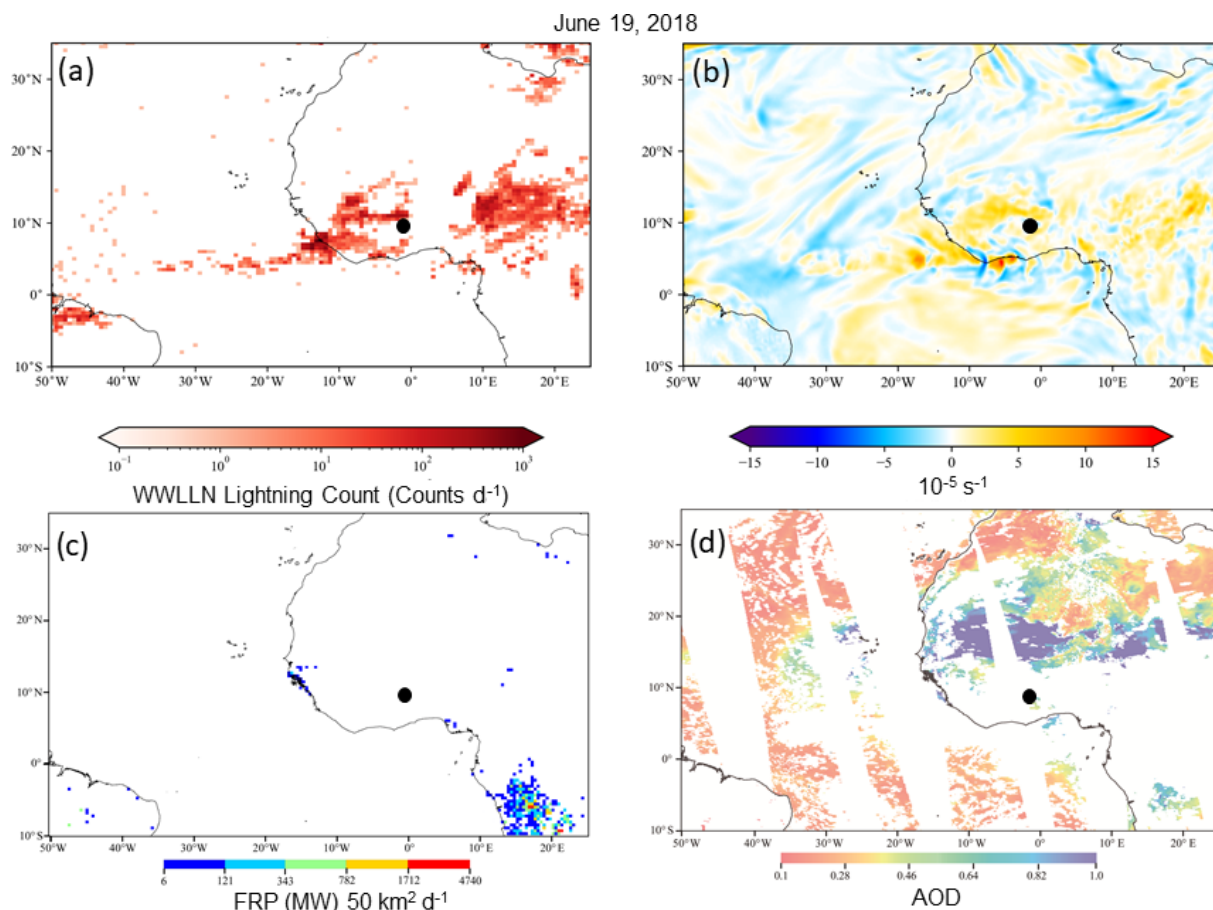 June 19, 2018
(a)
(b)
30°N
20°N
10°N
0°
10°S
50°W 40°W 30°W 20°W 10°W 0° 10°E 20°E
30°N
20°N
10°N
0°
10°S
50°W 40°W 30°W 20°W 10°W 0° 10°E 20°E
10⁻¹ 10⁰ 10¹ 10² 10³
WWLLN Lightning Count (Counts d⁻¹)
−15 −10 −5 0 5 10 15
10⁻⁵ s⁻¹
(c)
(d)
30°N
20°N
10°N
0°
10°S
50°W 40°W 30°W 20°W 10°W 0° 10°E 20°E
30°N
20°N
10°N
0°
10°S
50°W 40°W 30°W 20°W 10°W 0° 10°E 20°E
6 121 343 782 1712 4740
FRP (MW) 50 km² d⁻¹
0.1 0.28 0.46 0.64 0.82 1.0
AOD